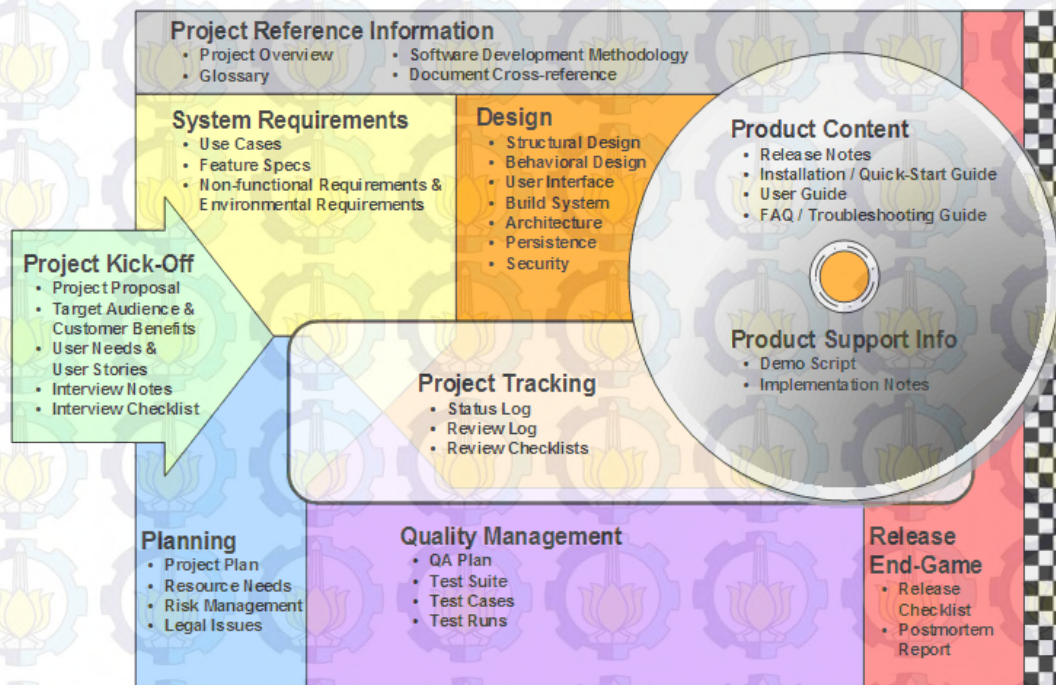 Project Reference Information
• Project Overview
• Glossary
• Software Development Methodology
• Document Cross-reference
System Requirements
• Use Cases
• Feature Specs
• Non-functional Requirements &
Environmental Requirements
Design
• Structural Design
• Behavioral Design
• User Interface
• Build System
• Architecture
• Persistence
• Security
Product Content
• Release Notes
• Installation / Quick-Start Guide
• User Guide
• FAQ / Troubleshooting Guide
Project Kick-Off
• Project Proposal
• Target Audience &
Customer Benefits
• User Needs &
User Stories
• Interview Notes
• Interview Checklist
Product Support Info
• Demo Script
• Implementation Notes
Project Tracking
• Status Log
• Review Log
• Review Checklists
Planning
• Project Plan
• Resource Needs
• Risk Management
• Legal Issues
Quality Management
• QA Plan
• Test Suite
• Test Cases
• Test Runs
Release
End-Game
• Release
Checklist
• Postmortem
Report